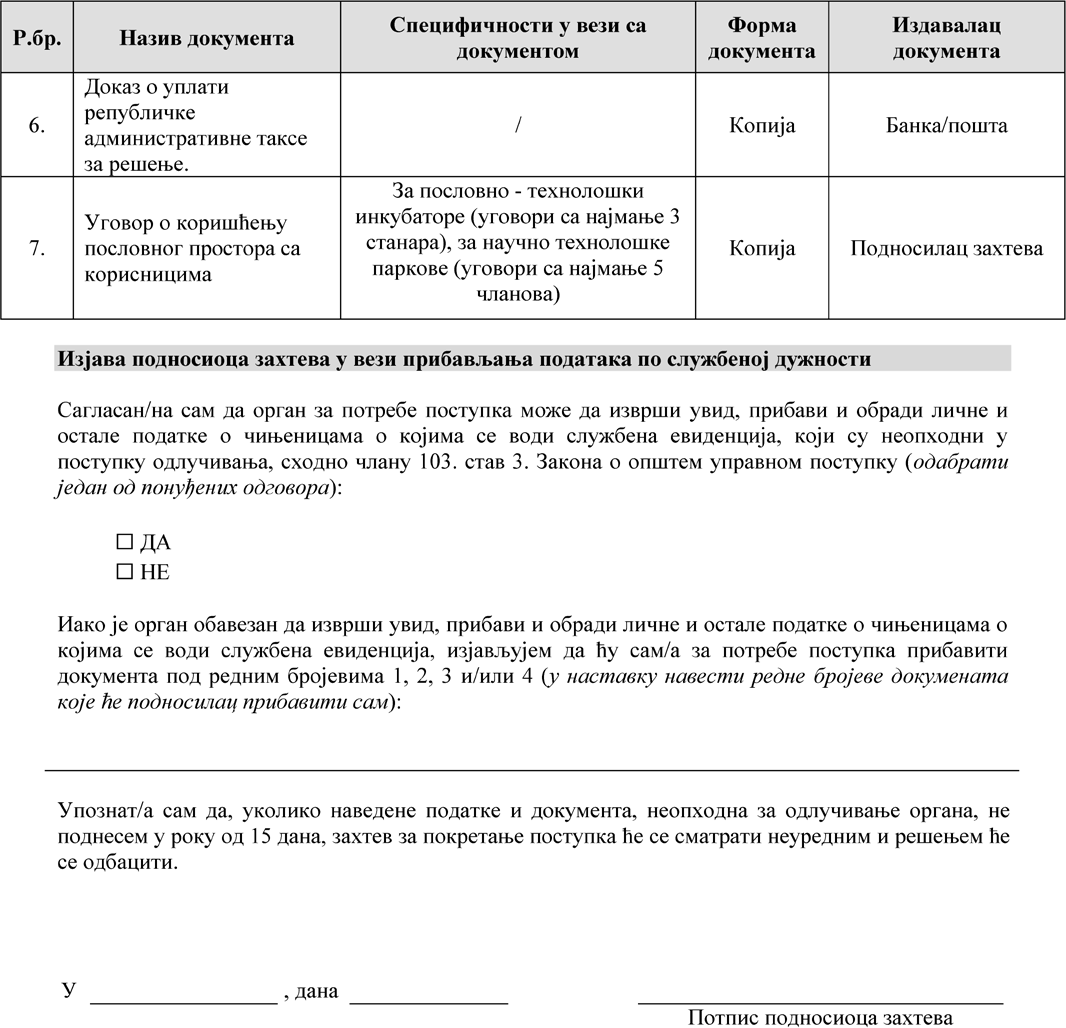 Р.бр.
Назив документа
Специфичности у вези са
документом
Форма
документа
Издавалац
документа
6.
Доказ о уплати
републичке
административне таксе
за решење.
/
Копија
Банка/пошта
7.
Уговор о коришћењу
пословног простора са
корисницима
За пословно - технолошки
инкубаторе (уговори са најмање 3
станара), за научно технолошке
паркове (уговори са најмање 5
чланова)
Копија
Подносилац захтева
Изјава подносиоца захтева у вези прибављања података по службеној дужности
Сагласан/на сам да орган за потребе поступка може да изврши увид, прибави и обради личне и
остале податке о чињеницама о којима се води службена евиденција, који су неопходни у
поступку одлучивања, сходно члану 103. став 3. Закона о општем управном поступку (одабрати
један од понуђених одговора):
☐ ДА
☐ НЕ
Иако је орган обавезан да изврши увид, прибави и обради личне и остале податке о чињеницама о
којима се води службена евиденција, изјављујем да ћу сам/а за потребе поступка прибавити
документа под редним бројевима 1, 2, 3 и/или 4 (у наставку навести редне бројеве докумената
које ће подносилац прибавити сам):
Упознат/а сам да, уколико наведене податке и документа, неопходна за одлучивање органа, не
поднесем у року од 15 дана, захтев за покретање поступка ће се сматрати неуредним и решењем ће
се одбацити.
У ________________ , дана ______________
Потпис подносиоца захтева